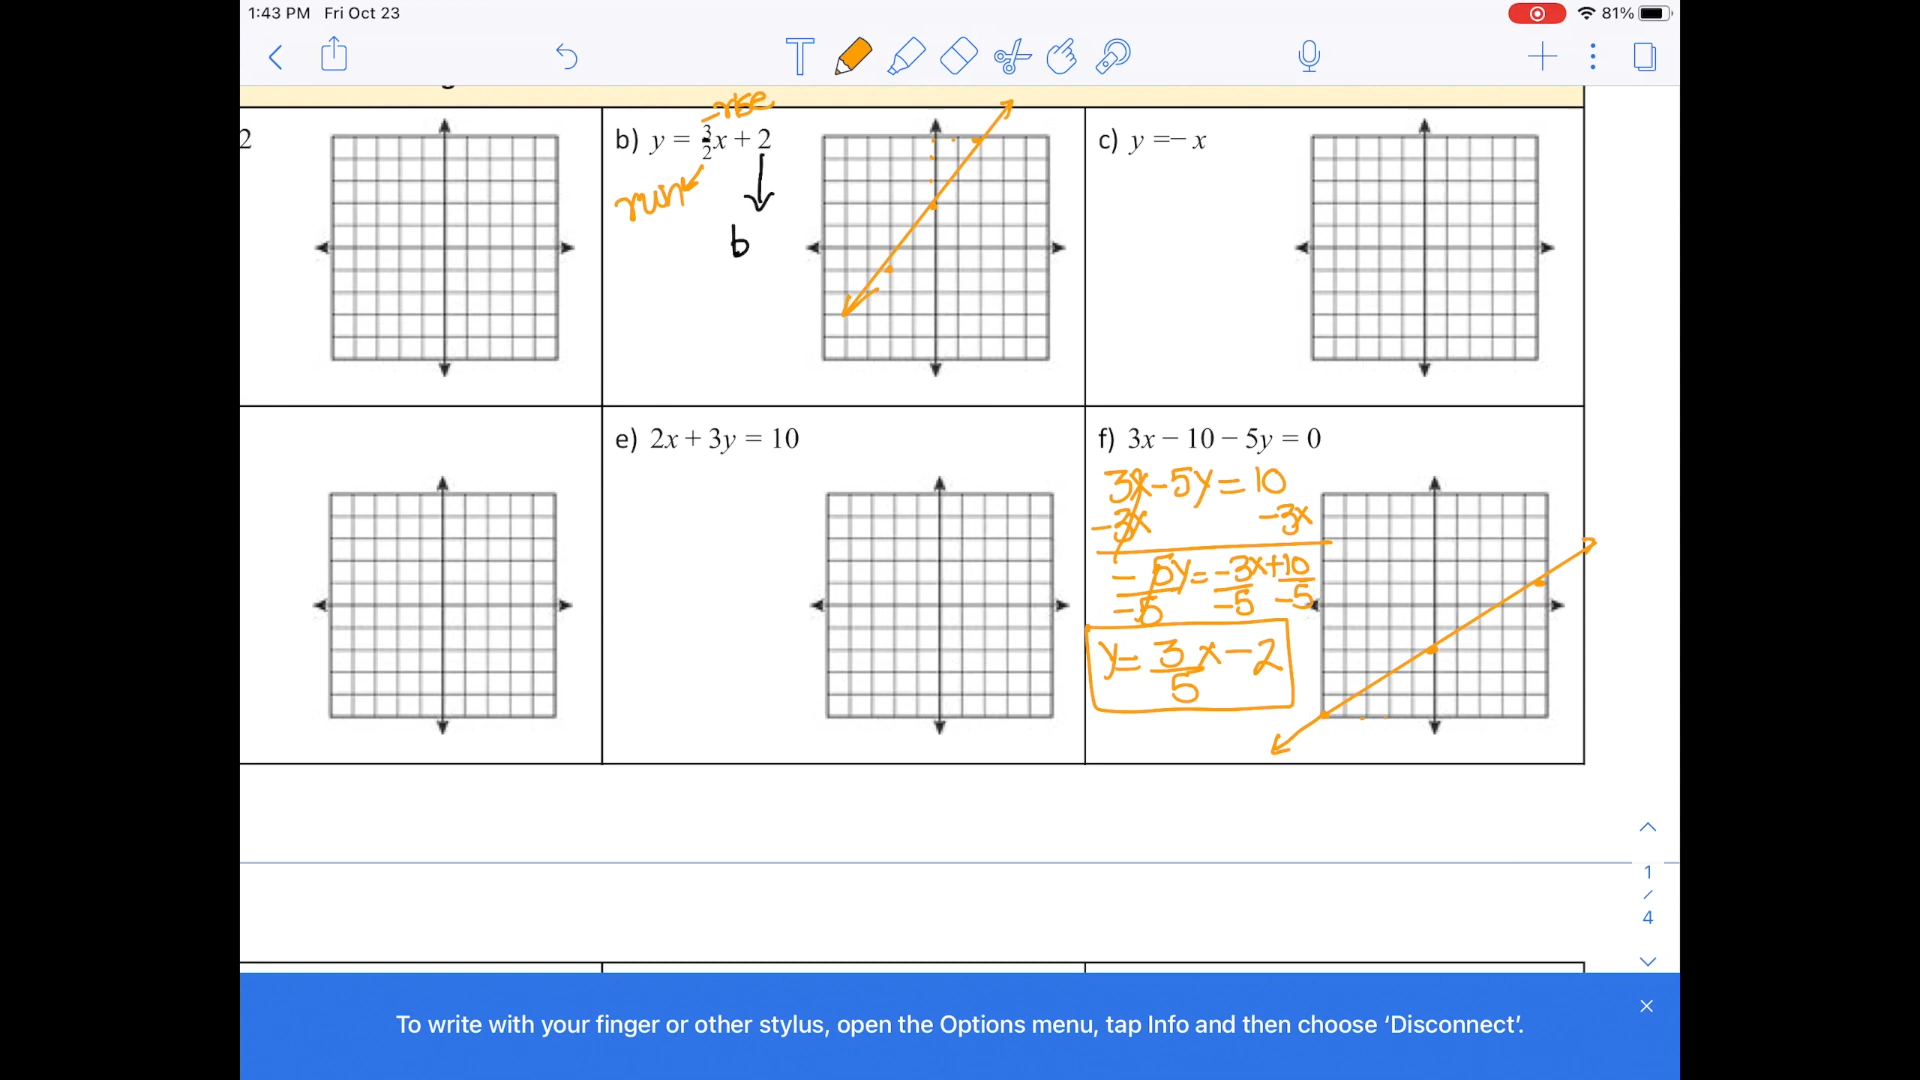 1:43 PM Fri Oct 23
81%
T
2
b) y = 3/2 x + 2
rise
run
b
c) y =− x
e) 2x + 3y = 10
f) 3x − 10 − 5y = 0
3x-5y=10
-3x -3x
-5y = -3x+10
-5 -5 -5
y = 3/5 x - 2
1
/
4
To write with your finger or other stylus, open the Options menu, tap Info and then choose ‘Disconnect’.